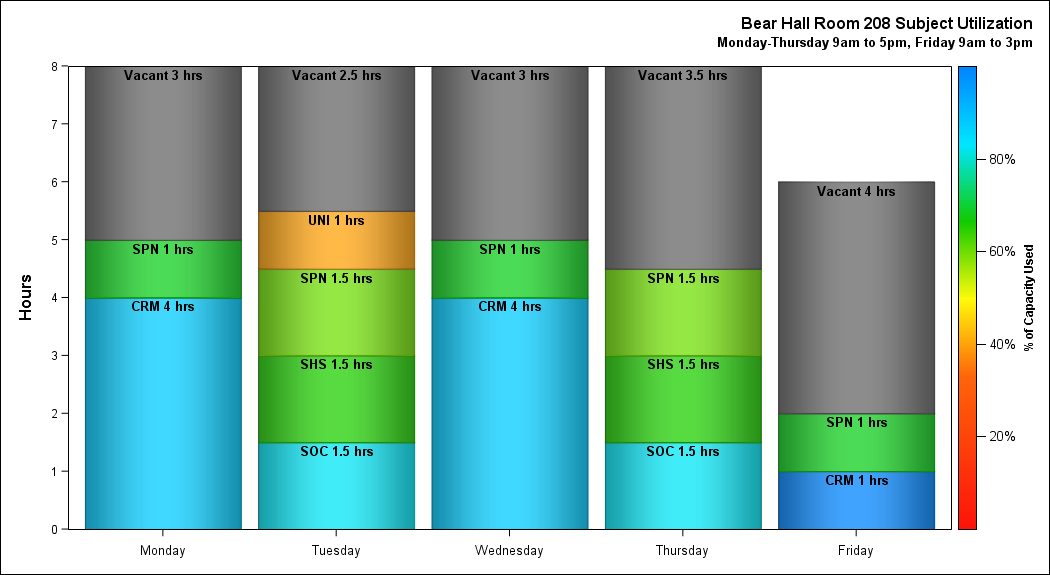 Bear Hall Room 208 Subject Utilization
Monday-Thursday 9am to 5pm, Friday 9am to 3pm
Hours
8
7
6
5
4
3
2
1
0
Vacant 3 hrs
SPN 1 hrs
CRM 4 hrs
Vacant 2.5 hrs
UNI 1 hrs
SPN 1.5 hrs
SHS 1.5 hrs
SOC 1.5 hrs
Vacant 3 hrs
SPN 1 hrs
CRM 4 hrs
Vacant 3.5 hrs
SPN 1.5 hrs
SHS 1.5 hrs
SOC 1.5 hrs
Vacant 4 hrs
SPN 1 hrs
CRM 1 hrs
Monday
Tuesday
Wednesday
Thursday
Friday
80%
60%
40%
20%
% of Capacity Used